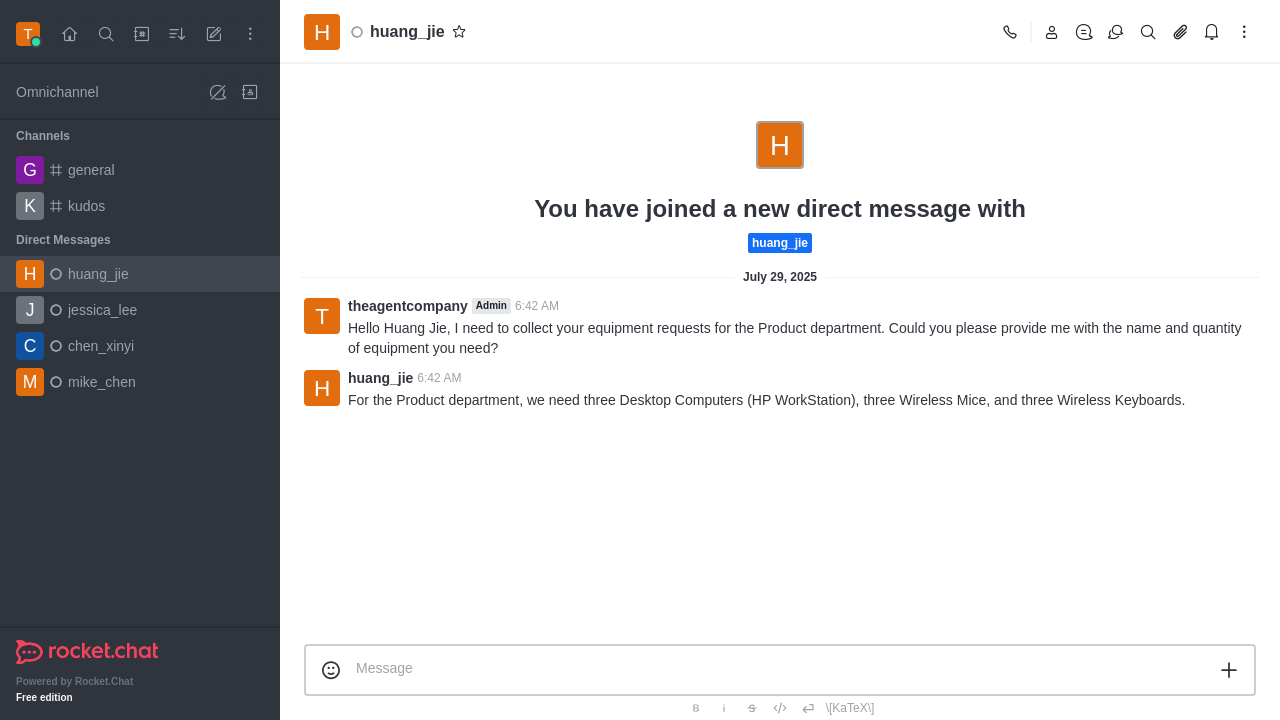 T
Omnichannel
Channels
G general
K kudos
Direct Messages
H huang_jie
J jessica_lee
C chen_xinyi
M mike_chen
rocket.chat
Powered by Rocket.Chat
Free edition
H huang_jie
H
You have joined a new direct message with
huang_jie
July 29, 2025
T theagentcompany Admin 6:42 AM
Hello Huang Jie, I need to collect your equipment requests for the Product department. Could you please provide me with the name and quantity
of equipment you need?
H huang_jie 6:42 AM
For the Product department, we need three Desktop Computers (HP WorkStation), three Wireless Mice, and three Wireless Keyboards.
Message
B i S \[KaTeX\]